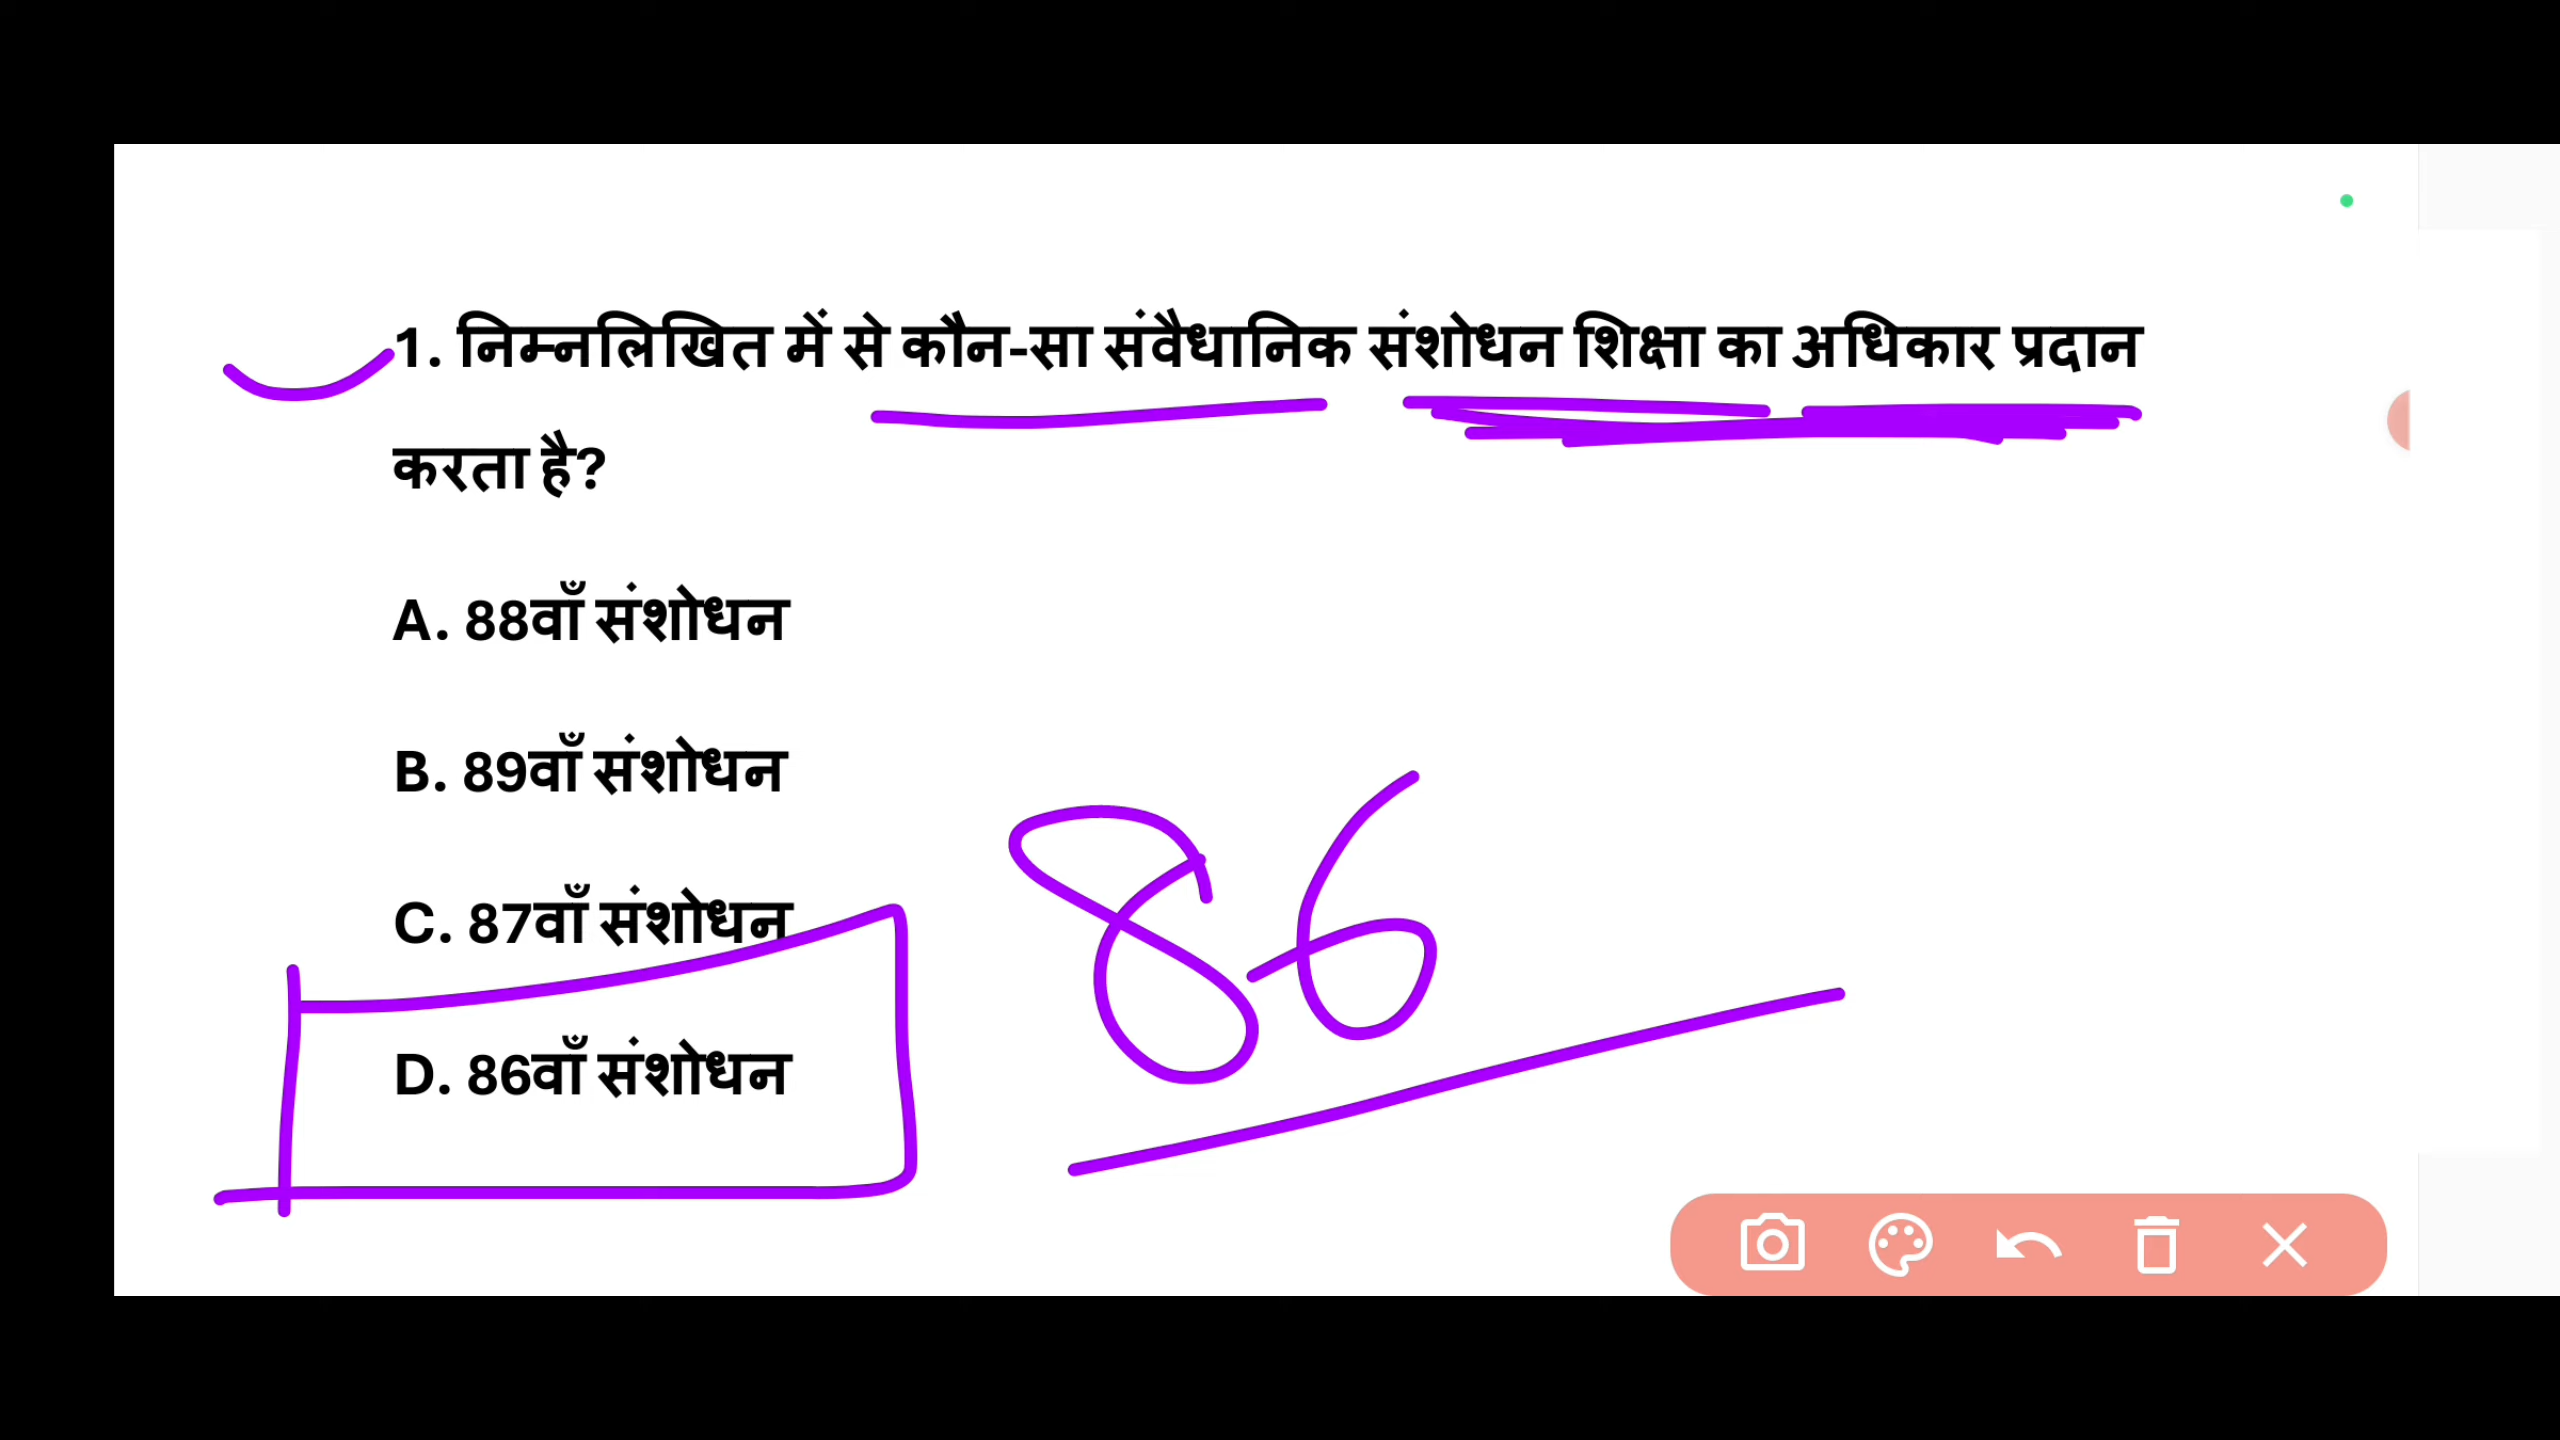 1. निम्नलिखित में से कौन-सा संवैधानिक संशोधन शिक्षा का अधिकार प्रदान
करता है?
A. 88वाँ संशोधन
B. 89वाँ संशोधन
C. 87वाँ संशोधन
D. 86वाँ संशोधन
86